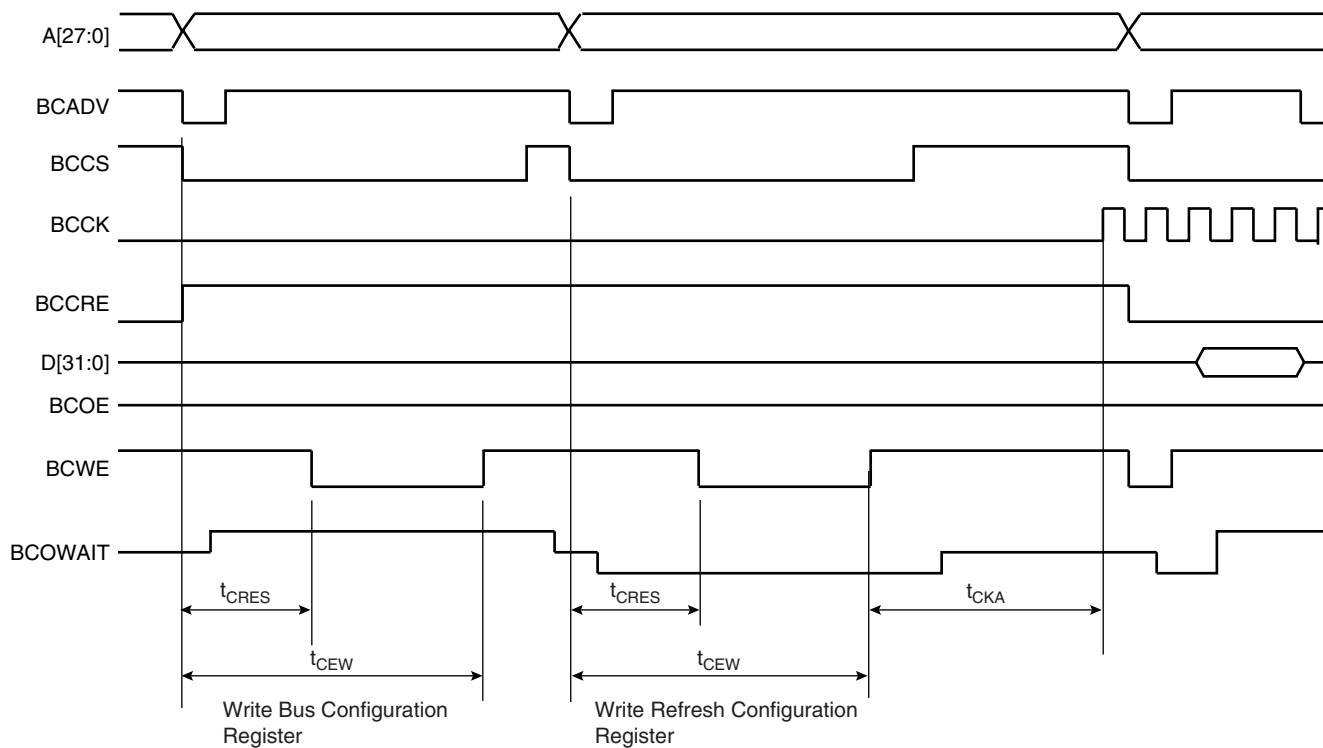 A[27:0]
BCADV
BCCS
BCCK
BCCRE
D[31:0]
BCOE
BCWE
BCOWAIT
tCRES
tCRES
tCKA
tCEW
tCEW
Write Bus Configuration
Register
Write Refresh Configuration
Register